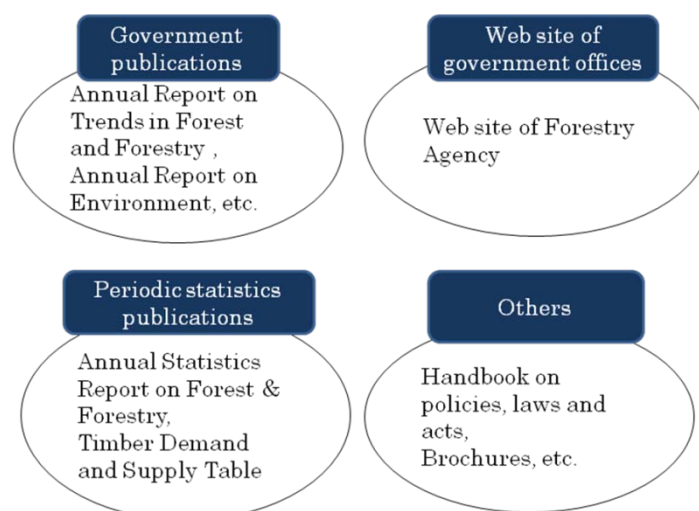 Government
publications
Annual Report on
Trends in Forest
and Forestry ,
Annual Report on
Environment, etc.
Web site of
government offices
Web site of Forestry
Agency
Periodic statistics
publications
Annual Statistics
Report on Forest &
Forestry,
Timber Demand
and Supply Table
Others
Handbook on
policies, laws and
acts,
Brochures, etc.